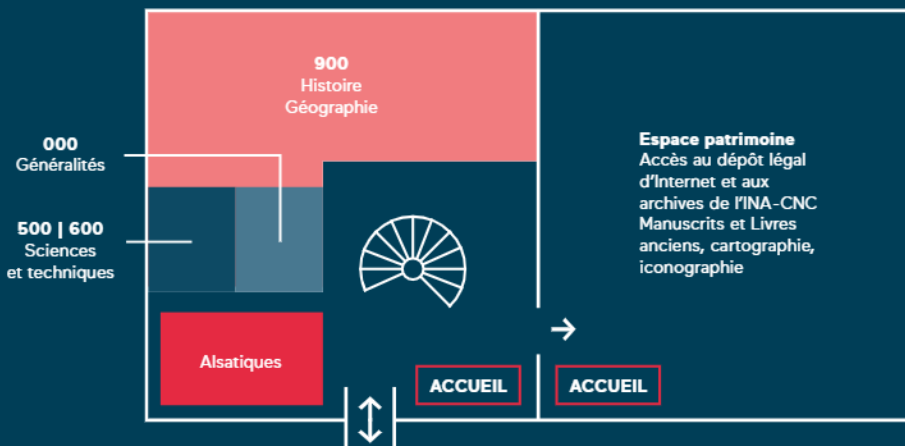 900
Histoire
Géographie
000
Généralités
500 | 600
Sciences
et techniques
Alsatiques
ACCUEIL
ACCUEIL
Espace patrimoine
Accès au dépôt légal
d’Internet et aux
archives de l’INA-CNC
Manuscrits et Livres
anciens, cartographie,
iconographie